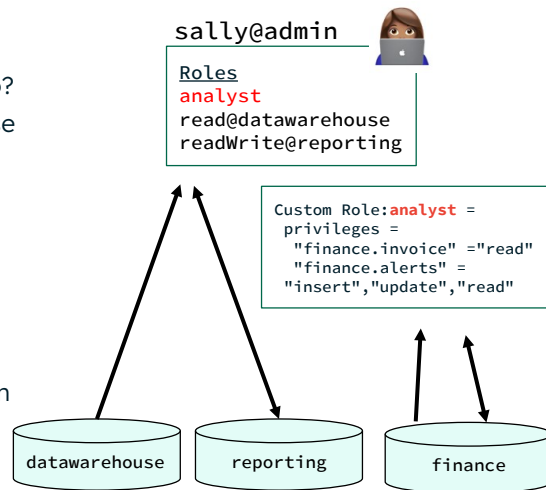 sally@admin
Roles
analyst
read@datawarehouse
readWrite@reporting
?
Custom Role:analyst =
privileges =
"finance.invoice" ="read"
"finance.alerts" =
"insert","update","read"
datawarehouse
reporting
finance